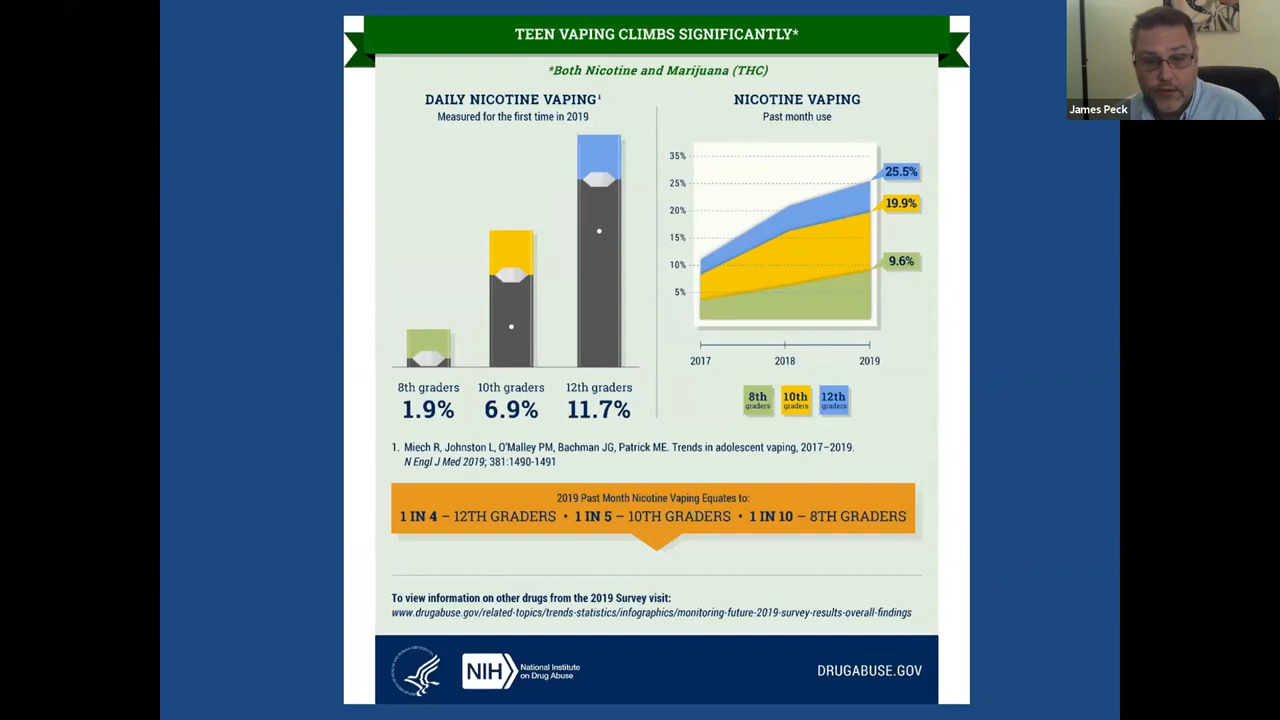 TEEN VAPING CLIMBS SIGNIFICANTLY*
*Both Nicotine and Marijuana (THC)
James Peck
DAILY NICOTINE VAPING¹
Measured for the first time in 2019
8th graders
1.9%
10th graders
6.9%
12th graders
11.7%
NICOTINE VAPING
Past month use
35%
25%
20%
15%
10%
5%
25.5%
19.9%
9.6%
2017
2018
2019
8th
graders
10th
graders
12th
graders
1. Miech R, Johnston L, O'Malley PM, Bachman JG, Patrick ME. Trends in adolescent vaping, 2017–2019.
N Engl J Med 2019; 381:1490-1491
2019 Past Month Nicotine Vaping Equates to:
1 IN 4 – 12TH GRADERS • 1 IN 5 – 10TH GRADERS • 1 IN 10 – 8TH GRADERS
To view information on other drugs from the 2019 Survey visit:
www.drugabuse.gov/related-topics/trends-statistics/infographics/monitoring-future-2019-survey-results-overall-findings
NIH
National Institute
on Drug Abuse
DRUGABUSE.GOV